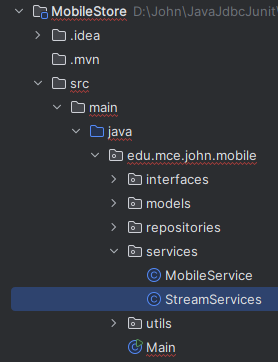 MobileStore D:\John\JavaJdbcJunit\
.idea
.mvn
src
main
java
edu.mce.john.mobile
interfaces
models
repositories
services
MobileService
StreamServices
utils
Main